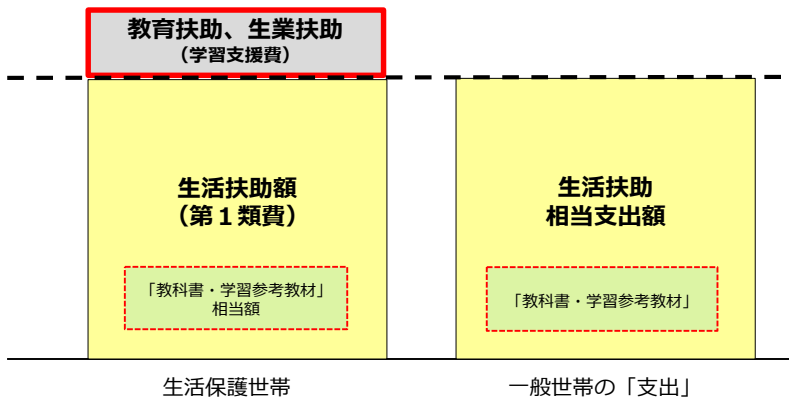 教育扶助、生業扶助
（学習支援費）
生活扶助額
（第１類費）
「教科書・学習参考教材」
相当額
生活扶助
相当支出額
「教科書・学習参考教材」
生活保護世帯
一般世帯の「支出」